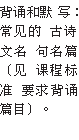 背诵和默 写：
常见的 古诗
文名 句名篇
（见 课程标
准 要求背诵
篇目）。